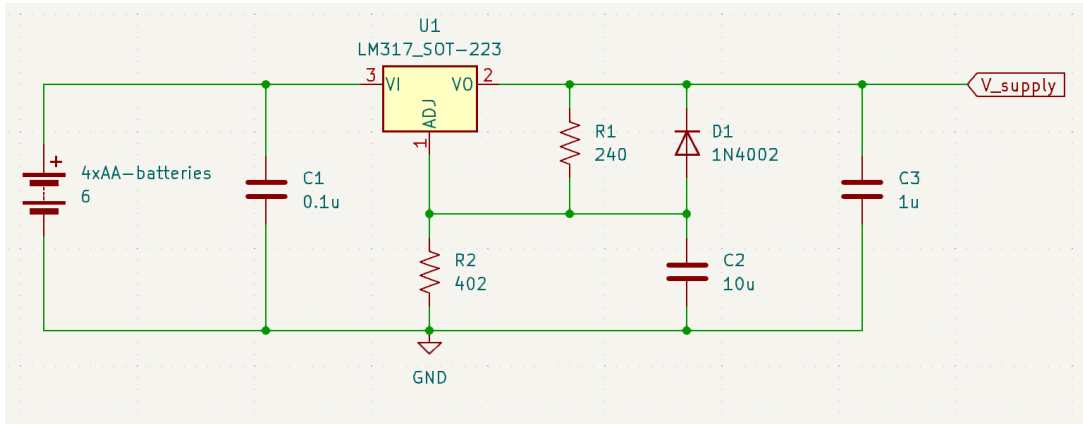 U1
LM317_SOT-223
3 VI VO 2
ADJ
1
V_supply
+
4xAA-batteries
6
C1
0.1u
R1
240
D1
1N4002
C3
1u
R2
402
C2
10u
GND